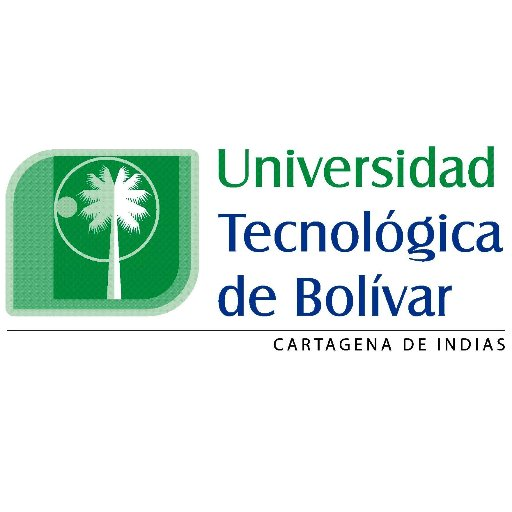 Universidad
Tecnológica
de Bolívar
CARTAGENA DE INDIAS